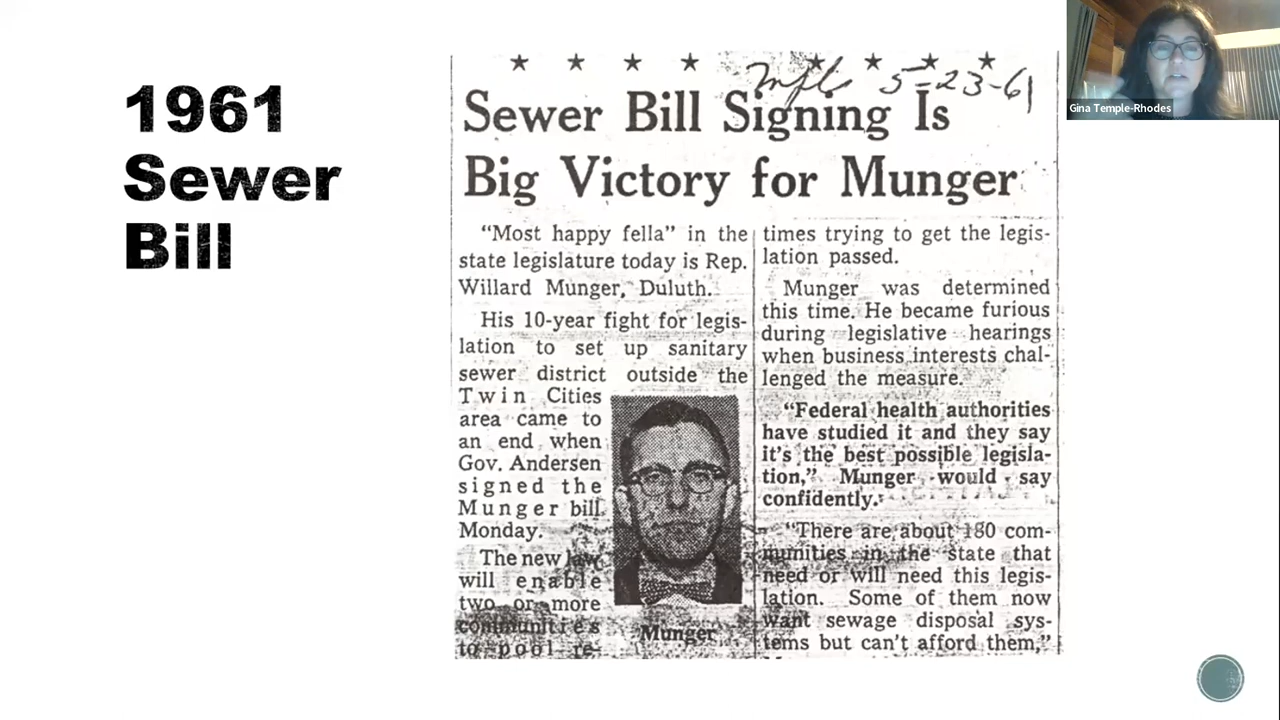 1961
Sewer
Bill
5-23-61
Sewer Bill Signing Is
Big Victory for Munger
"Most happy fella" in the
state legislature today is Rep.
Willard Munger, Duluth.
His 10-year fight for legis-
lation to set up sanitary
sewer district outside the
Twin Cities
area came to
an end when
Gov. Andersen
signed the
Munger bill
Monday.
The new law
will enable
two or more
communities
to pool re-
Munger
times trying to get the legis-
lation passed.
Munger was determined
this time. He became furious
during legislative hearings
when business interests chal-
lenged the measure.
"Federal health authorities
have studied it and they say
it's the best possible legisla-
tion," Munger would say
confidently.
"There are about 180 com-
munities in the state that
need or will need this legis-
lation. Some of them now
want sewage disposal sys-
tems but can't afford them,"
Gina Temple-Rhodes